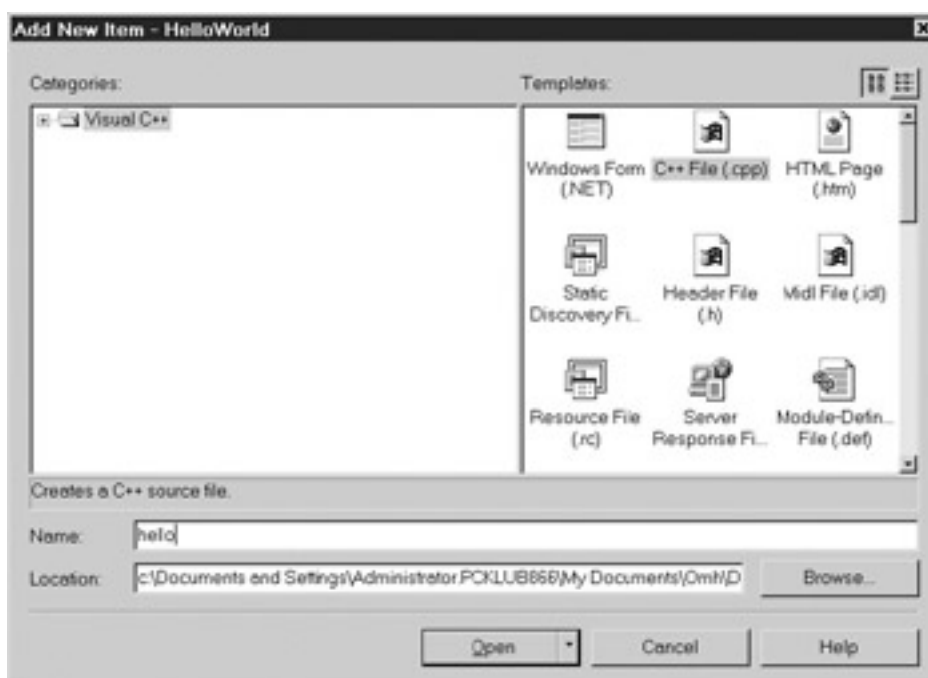 Add New Item - HelloWorld
Categories:
Templates:
Visual C++
Windows Form
(.NET)
C++ File (.cpp)
HTML Page
(.htm)
Static
Discovery Fi...
Header File
(.h)
Midl File (.idl)
Resource File
(.rc)
Server
Response Fi...
Module-Defin...
File (.def)
Creates a C++ source file.
Name:
hello
Location:
c:\Documents and Settings\Administrator.PCKLUB666\My Documents\Omh\D
Browse...
Open
Cancel
Help